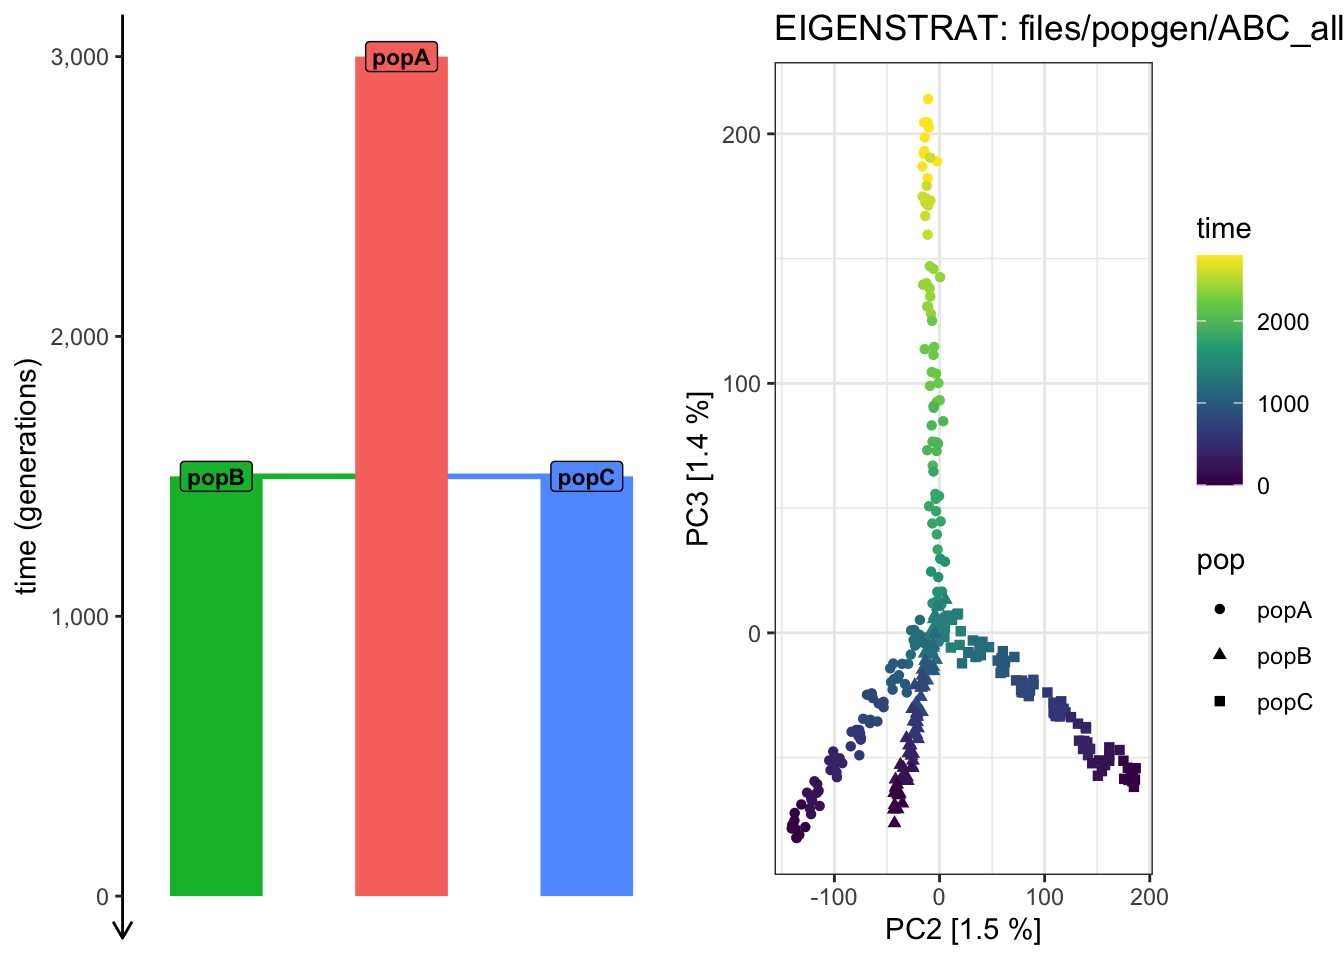 3,000
2,000
1,000
0
time (generations)
popA
popB
popC
EIGENSTRAT: files/popgen/ABC_all
200
100
0
PC3 [1.4 %]
-100
0
100
200
PC2 [1.5 %]
time
2000
1000
0
pop
popA
popB
popC